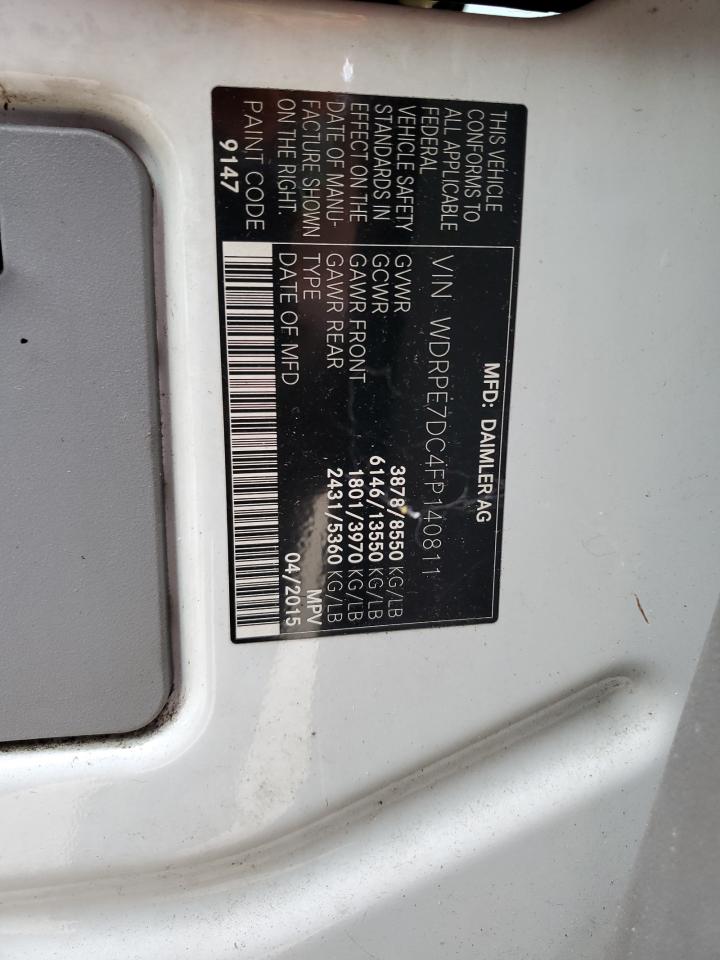 MFD: DAIMLER AG
VIN WDRPE7DC4FP140811
THIS VEHICLE
CONFORMS TO
ALL APPLICABLE
FEDERAL
VEHICLE SAFETY
STANDARDS IN
EFFECT ON THE
DATE OF MANU-
FACTURE SHOWN
ON THE RIGHT.
GVWR 3878/8550 KG/LB
GCWR 6146/13550 KG/LB
GAWR FRONT 1801/3970 KG/LB
GAWR REAR 2431/5360 KG/LB
TYPE MPV
DATE OF MFD 04/2015
PAINT CODE
9147